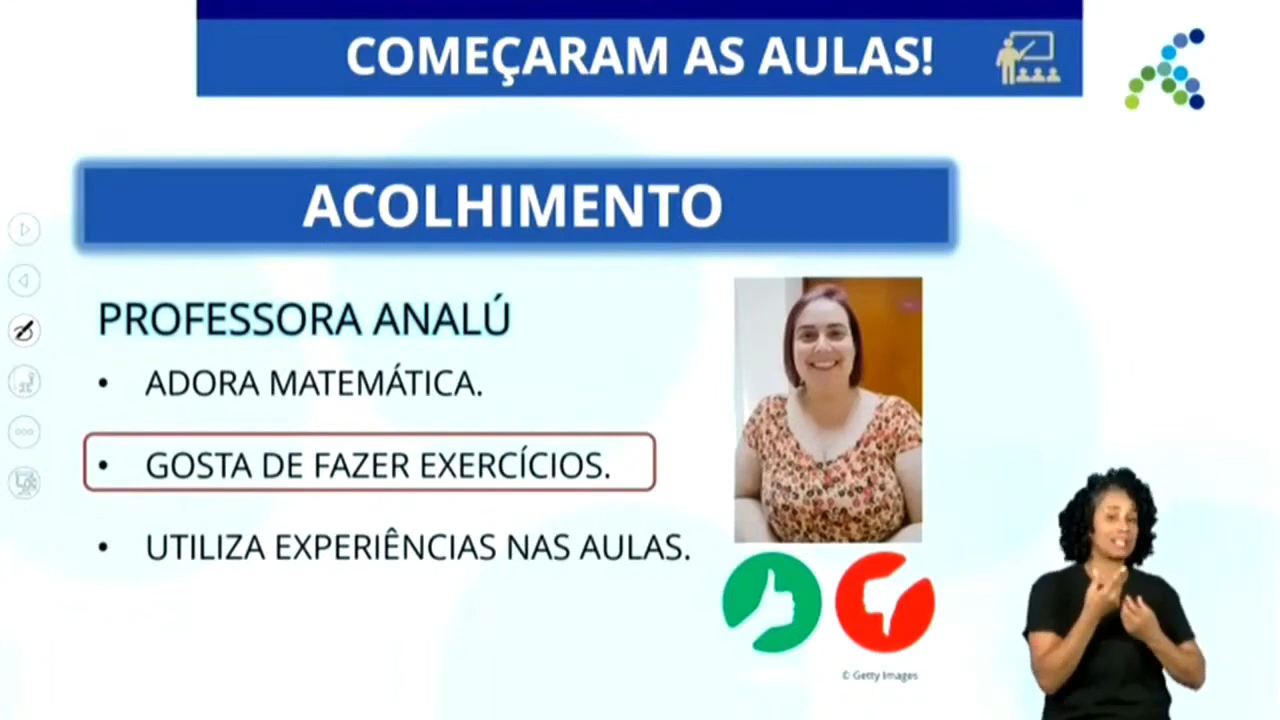 COMEÇARAM AS AULAS!
ACOLHIMENTO
PROFESSORA ANALÚ
• ADORA MATEMÁTICA.
• GOSTA DE FAZER EXERCÍCIOS.
• UTILIZA EXPERIÊNCIAS NAS AULAS.
© Getty Images